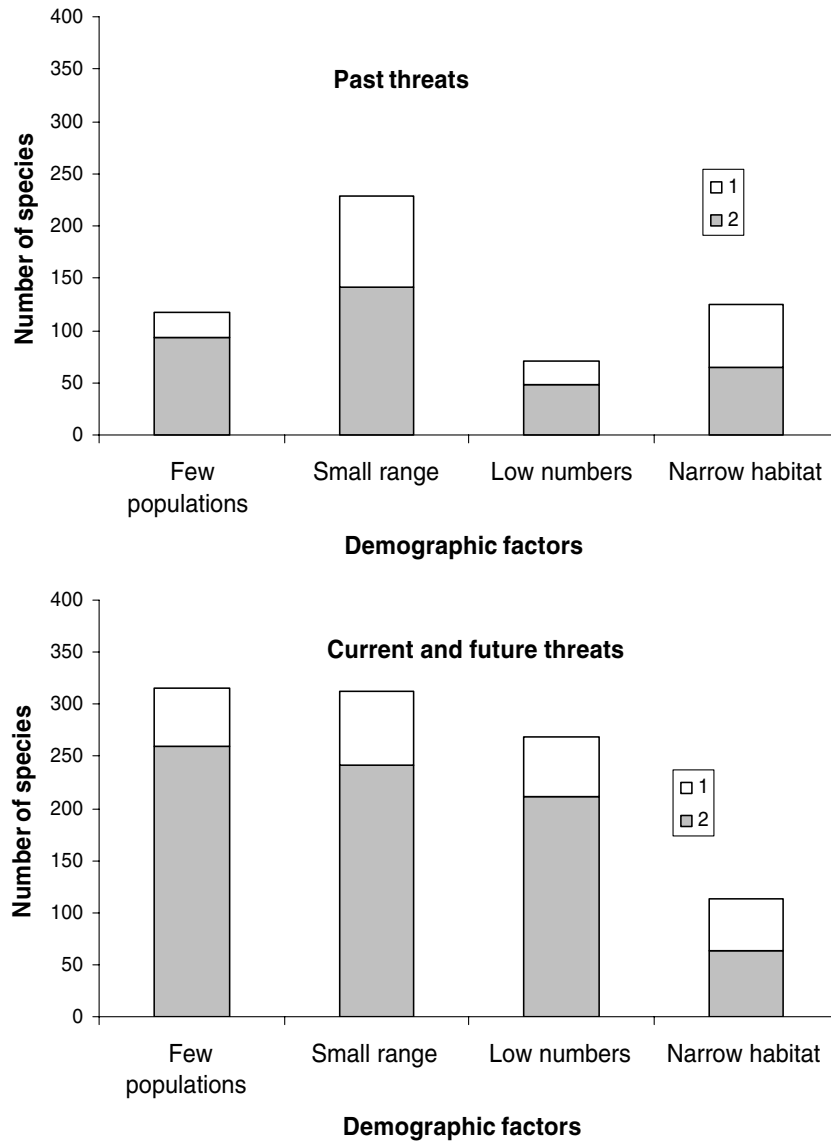 400
350
300
250
200
150
100
50
0
Number of species
Past threats
1
2
Few
populations
Small range
Low numbers
Narrow habitat
Demographic factors
400
350
300
250
200
150
100
50
0
Number of species
Current and future threats
1
2
Few
populations
Small range
Low numbers
Narrow habitat
Demographic factors